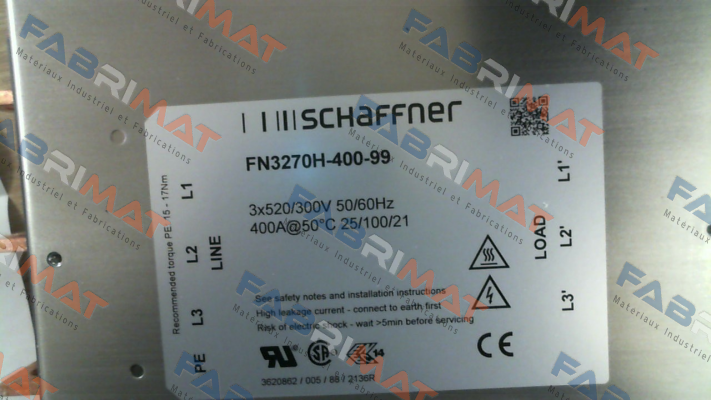 SCHAFFNER
FN3270H-400-99
3x520/300V 50/60Hz
400A@50°C 25/100/21
See safety notes and installation instructions
High leakage current - connect to earth first
Risk of electric shock - wait >5min before servicing
14
CE
3620862 / 005 / 88 / 2136R
Recommended torque PE: 15 - 17Nm
PE L3 L2 L1
LINE
LOAD
L3' L2' L1'
FABRIMAT
Matériaux Industriel et Fabrications